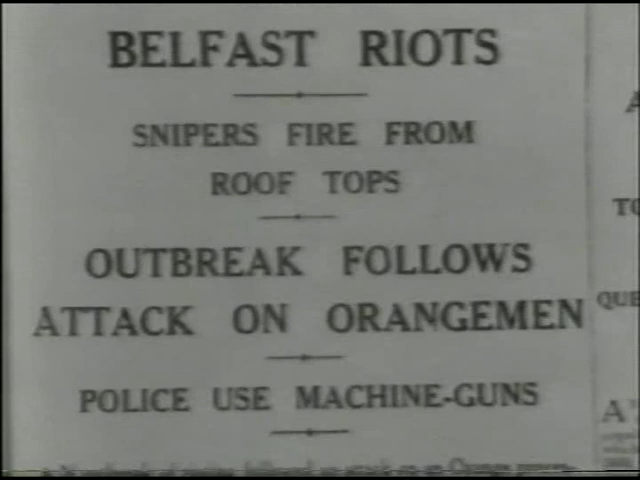 BELFAST RIOTS
SNIPERS FIRE FROM
ROOF TOPS
OUTBREAK FOLLOWS
ATTACK ON ORANGEMEN
POLICE USE MACHINE-GUNS